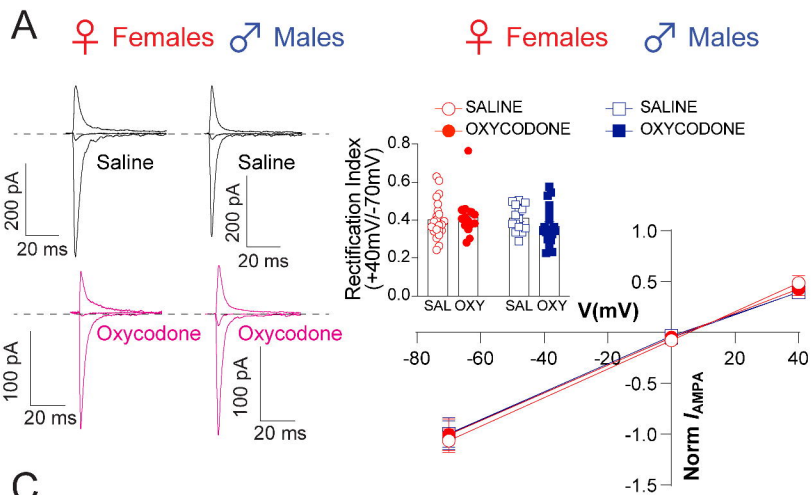 A
♀ Females ♂ Males
Saline
Saline
200 pA
20 ms
200 pA
20 ms
Oxycodone
Oxycodone
100 pA
20 ms
100 pA
20 ms
♀ Females ♂ Males
SALINE
OXYCODONE
SALINE
OXYCODONE
Rectification Index
(+40mV/-70mV)
0.8
0.6
0.4
0.2
0.0
SAL OXY SAL OXY
V(mV)
-80 -60 -40 -20 20 40
1.0
0.5
-0.5
-1.0
-1.5
Norm IAMPA
C